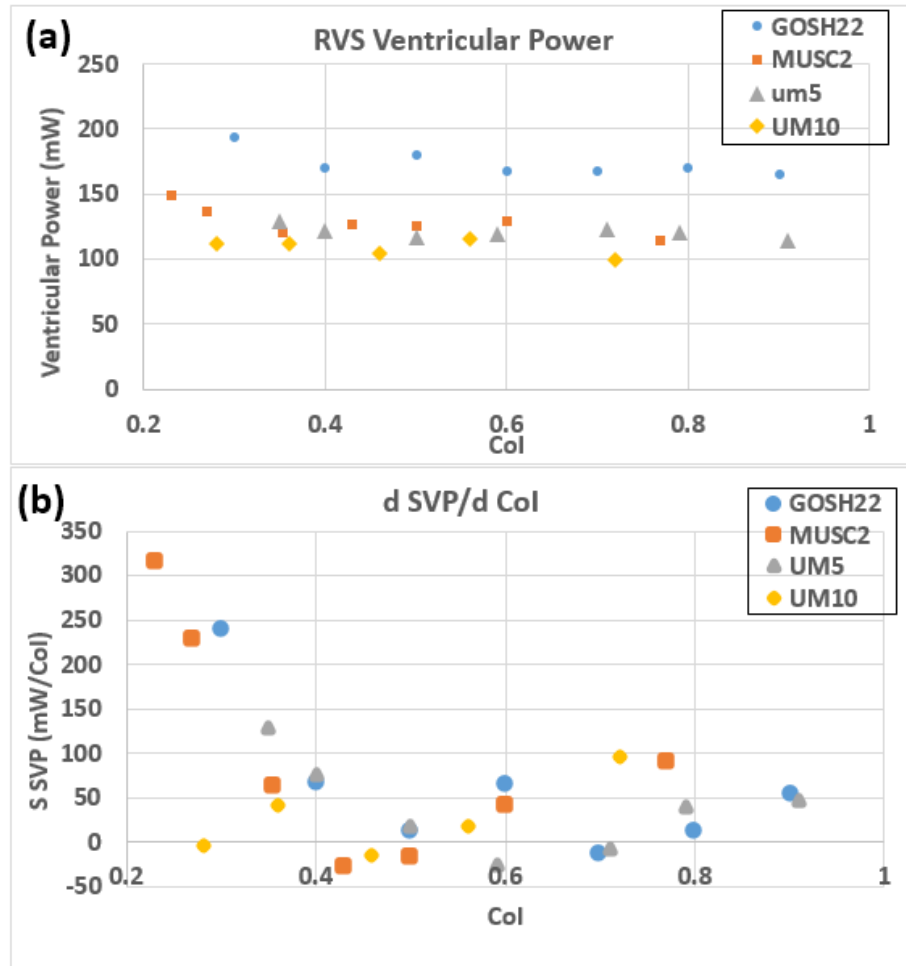 (a)
RVS Ventricular Power
GOSH22
MUSC2
um5
UM10
Ventricular Power (mW)
250
200
150
100
50
0
0.2 0.4 0.6 0.8 1
CoI
(b)
d SVP/d CoI
GOSH22
MUSC2
UM5
UM10
S SVP (mW/CoI)
350
300
250
200
150
100
50
0
-50
0.2 0.4 0.6 0.8 1
CoI